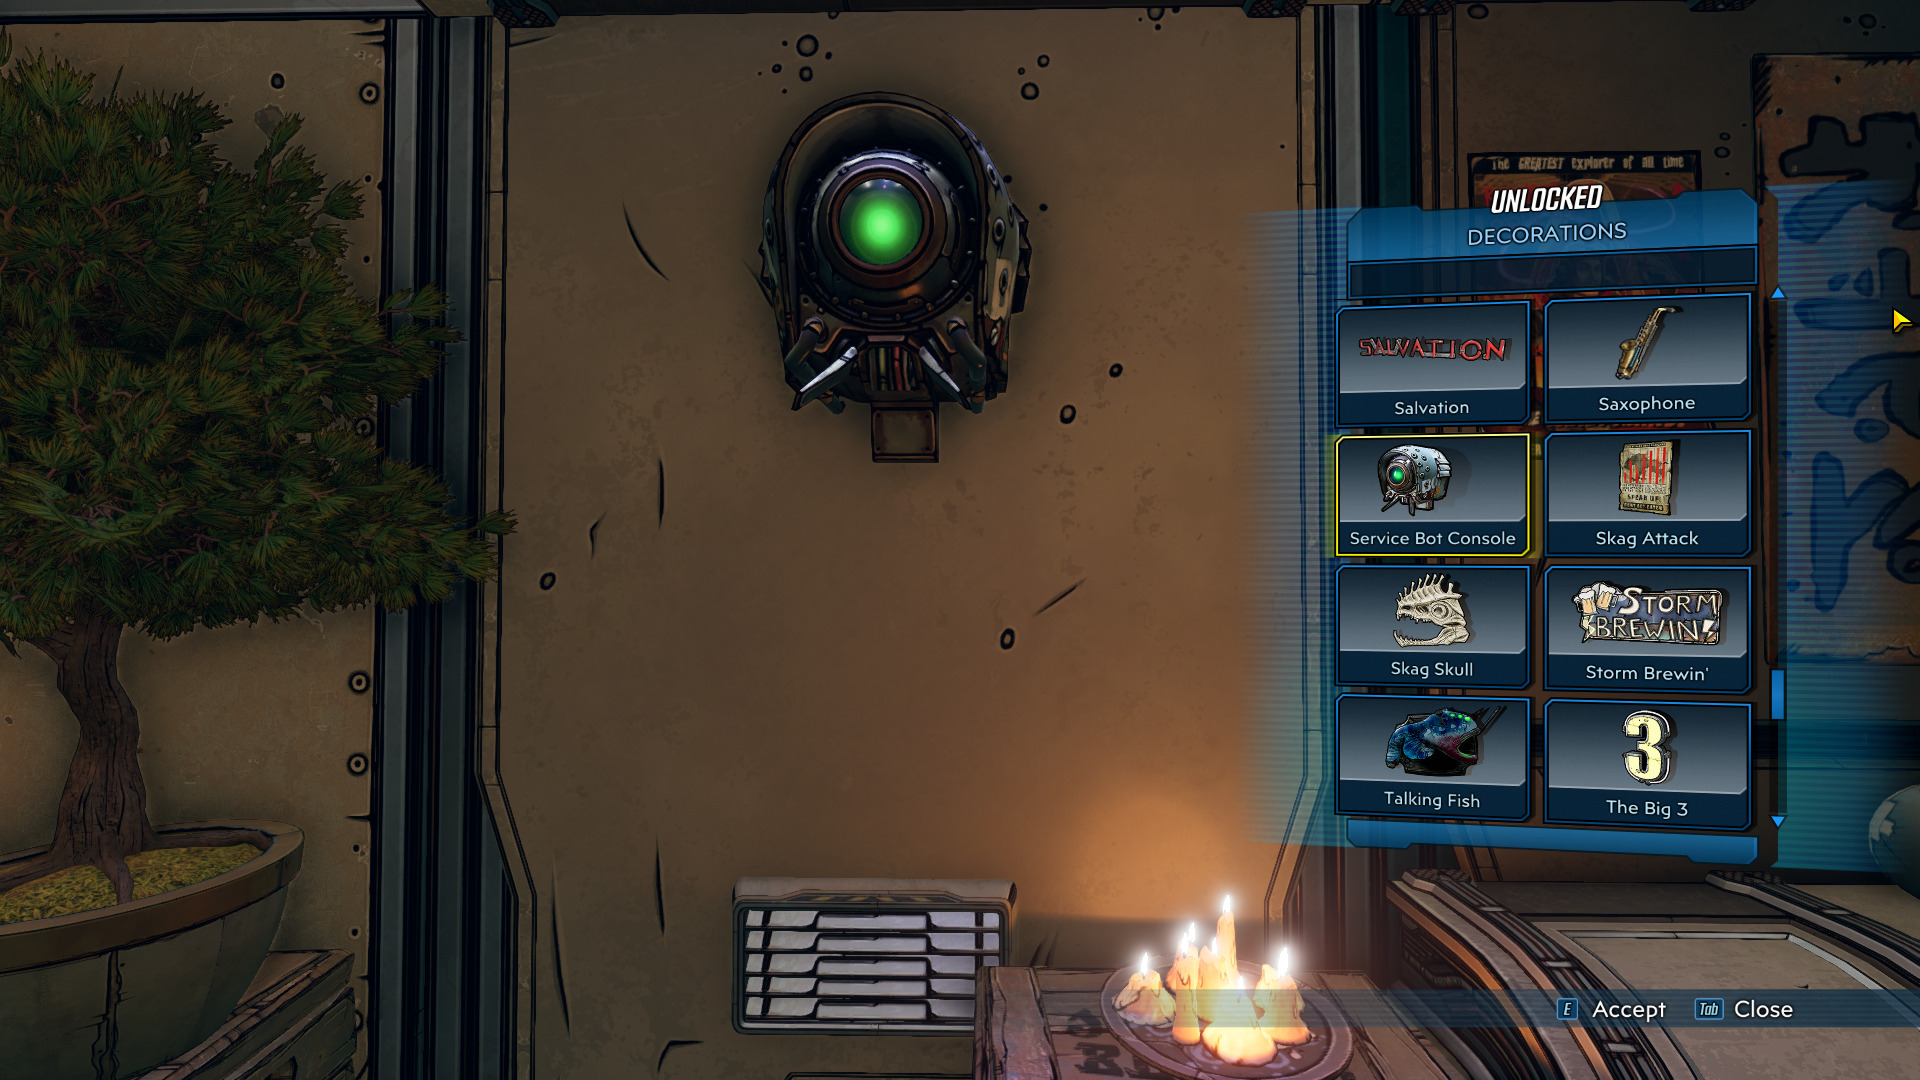 The GREATEST explorer of all time
UNLOCKED
DECORATIONS
SALVATION
Salvation
Saxophone
Service Bot Console
Skag Attack
Skag Skull
STORM
BREWIN'
Storm Brewin'
Talking Fish
3
The Big 3
E Accept
Tab Close